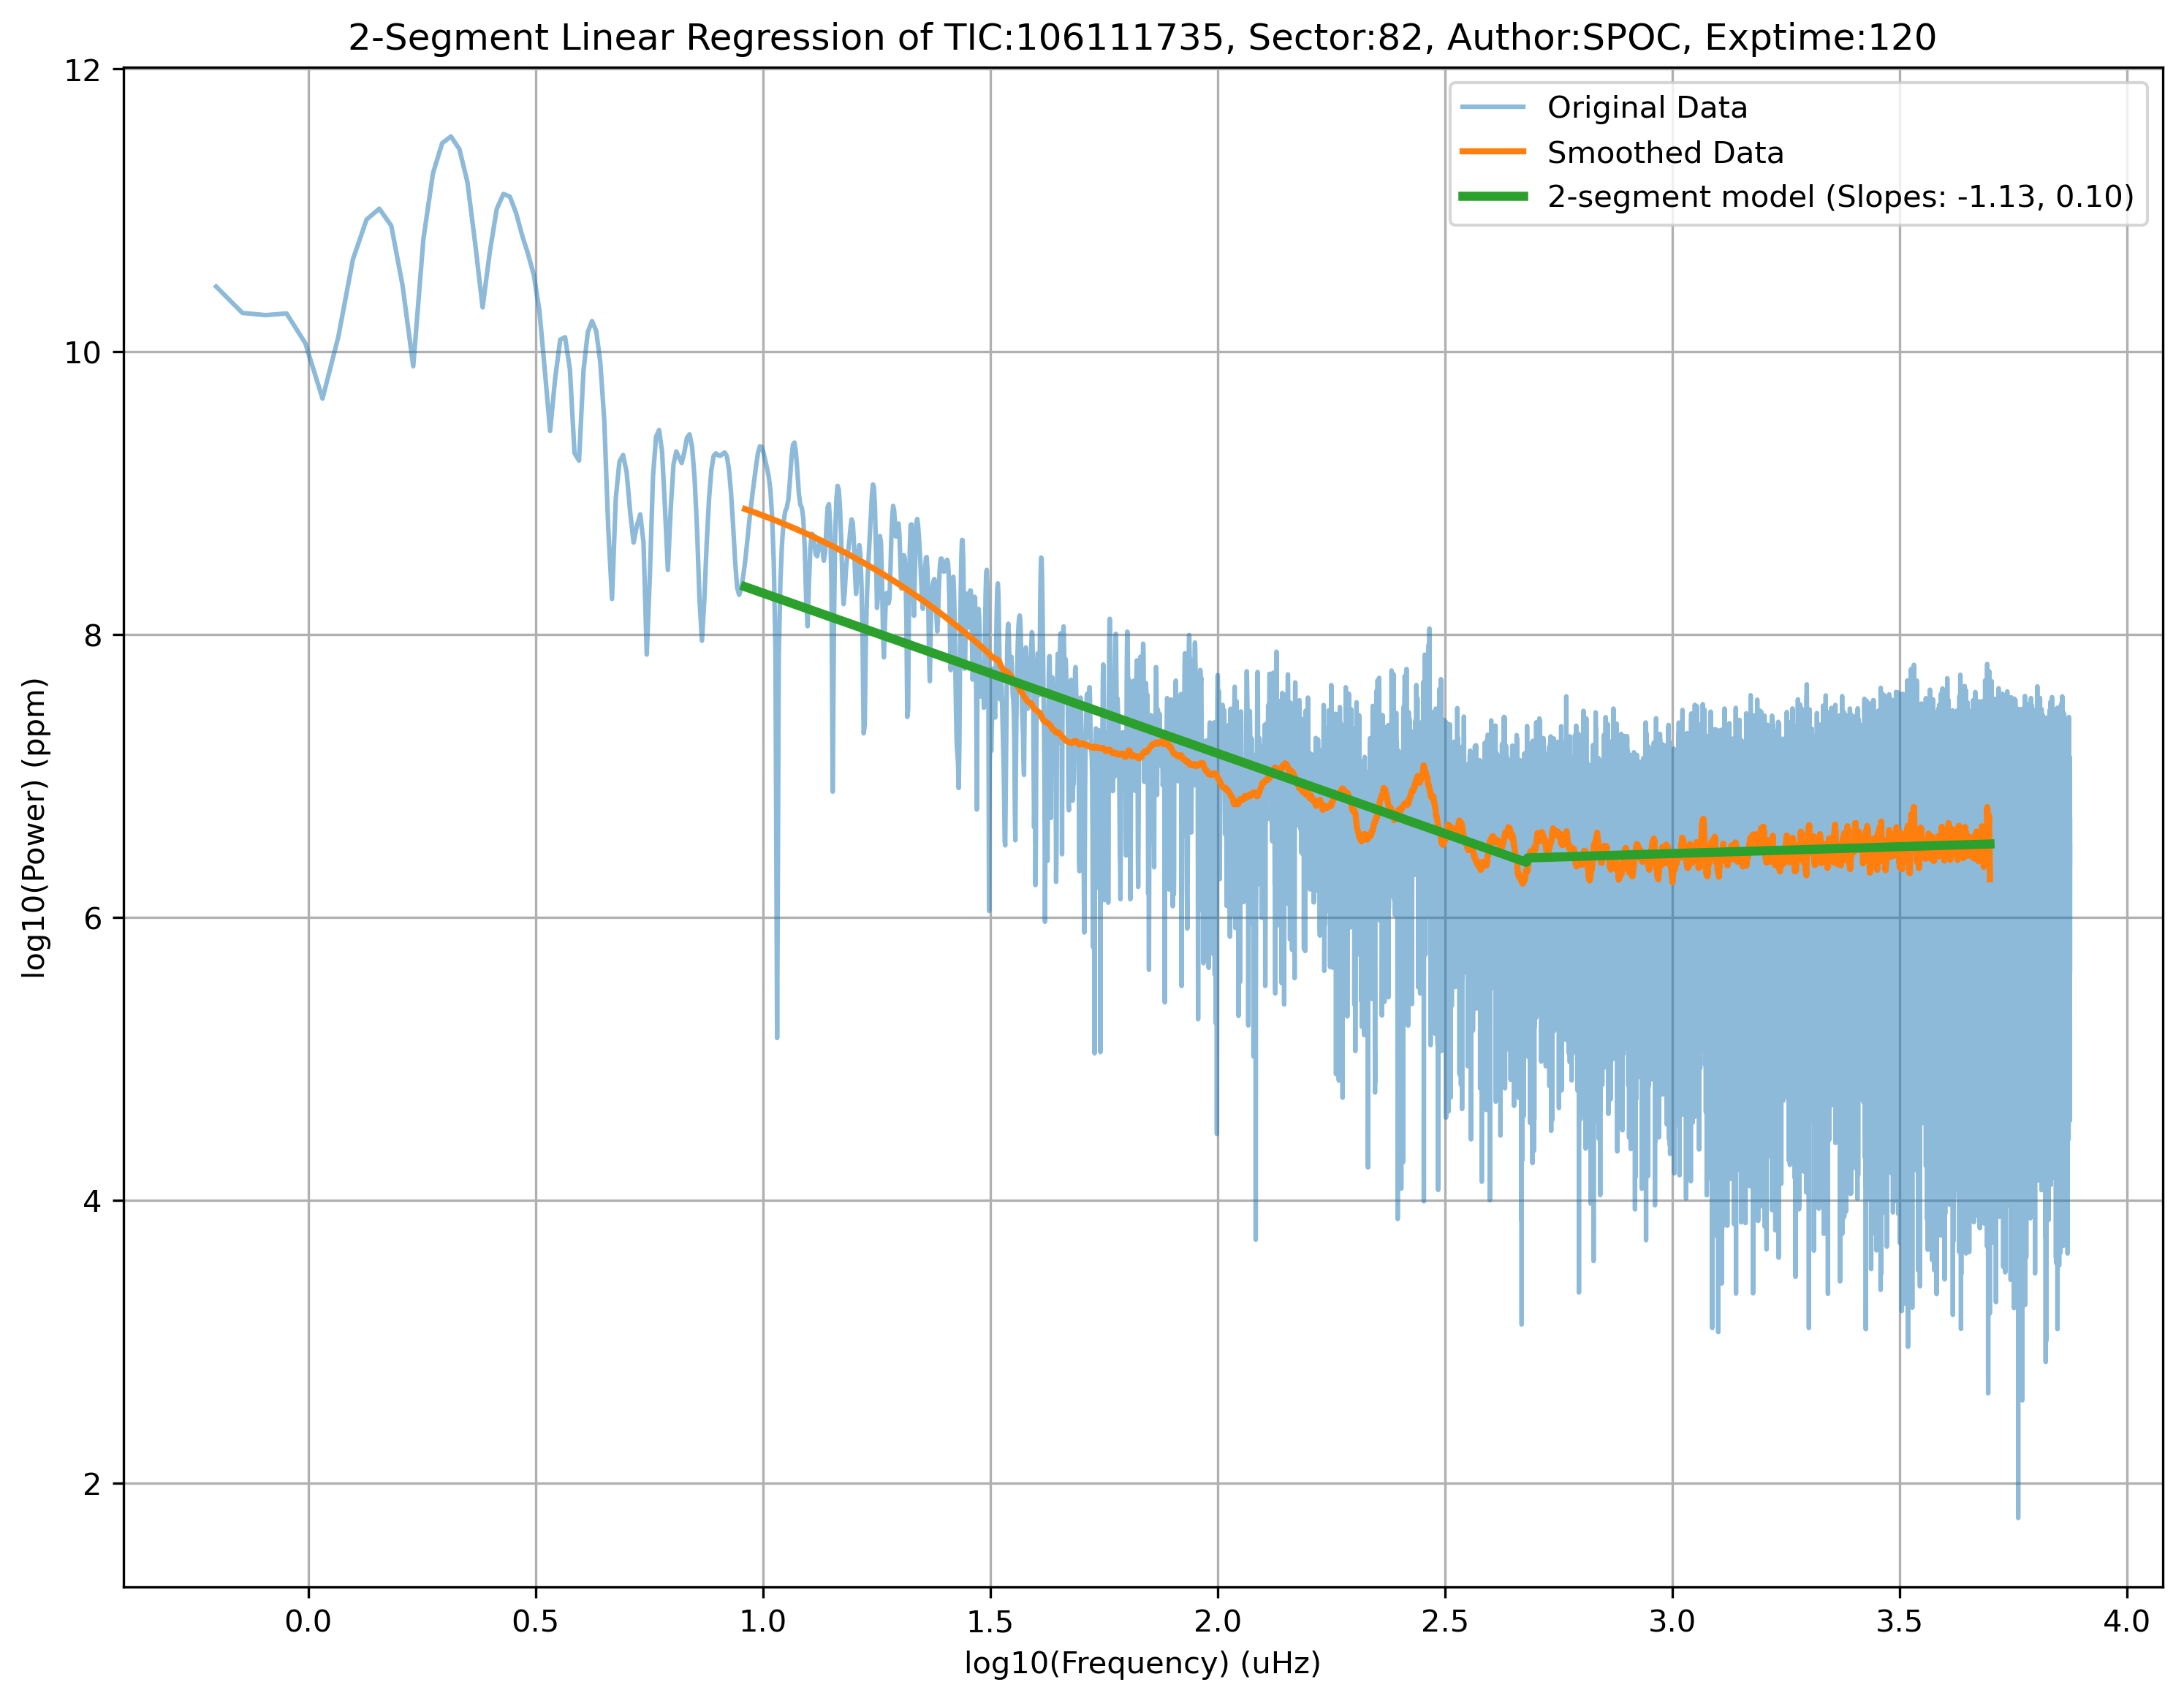 2-Segment Linear Regression of TIC:106111735, Sector:82, Author:SPOC, Exptime:120
Original Data
Smoothed Data
2-segment model (Slopes: -1.13, 0.10)
log10(Power) (ppm)
12
10
8
6
4
2
0.0 0.5 1.0 1.5 2.0 2.5 3.0 3.5 4.0
log10(Frequency) (uHz)